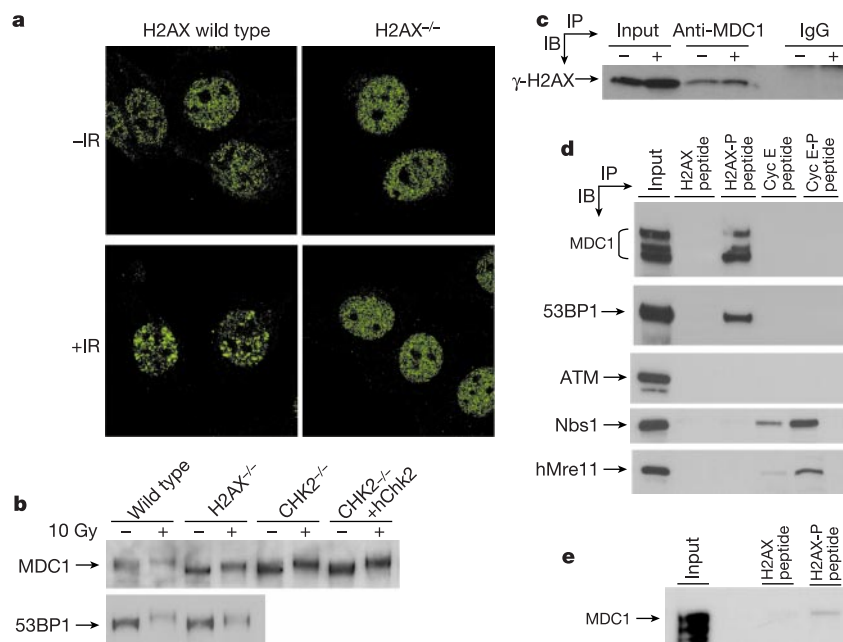 a
H2AX wild type
H2AX−/−
–IR
+IR
b
Wild type
H2AX−/−
CHK2−/−
CHK2−/−
+hChk2
10 Gy – + – + – + – +
MDC1
53BP1
c
IP
IB
Input Anti-MDC1 IgG
– + – + – +
γ-H2AX
d
IP
IB
Input
H2AX
peptide
H2AX-P
peptide
Cyc E
peptide
Cyc E-P
peptide
MDC1
53BP1
ATM
Nbs1
hMre11
e
Input
H2AX
peptide
H2AX-P
peptide
MDC1